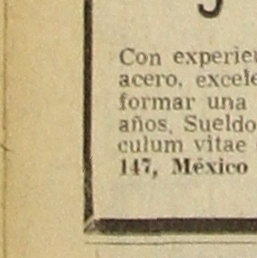 Con experie
acero, excele
formar una
años. Sueldo
culum vitae
147, México